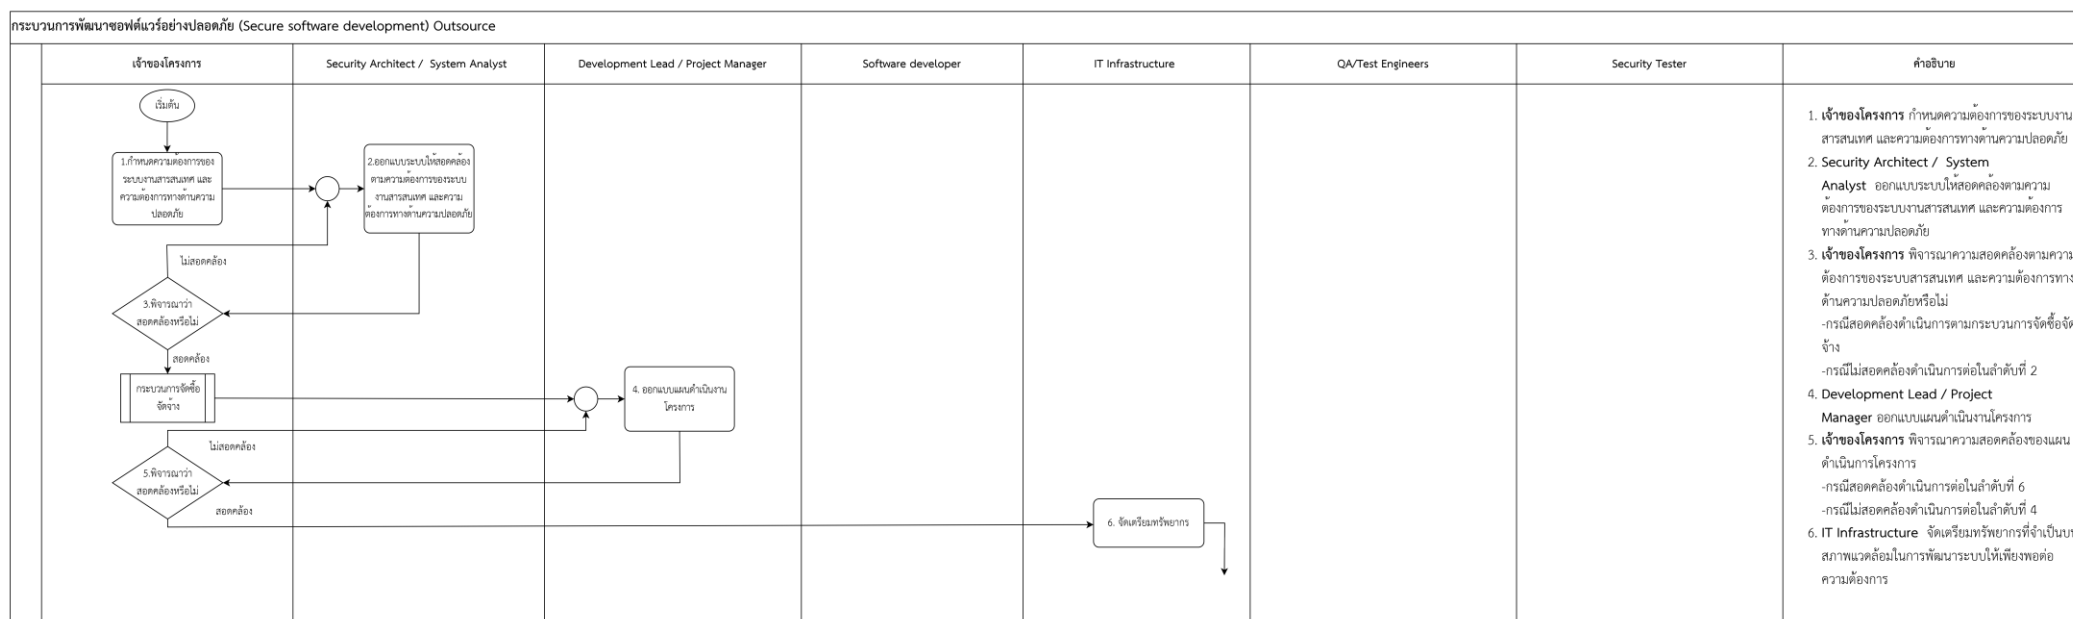 กระบวนการพัฒนาซอฟต์แวร์อย่างปลอดภัย (Secure software development) Outsource
เจ้าของโครงการ
Security Architect / System Analyst
Development Lead / Project Manager
Software developer
IT Infrastructure
QA/Test Engineers
Security Tester
คำอธิบาย
เริ่มต้น
1.กำหนดความต้องการของ
ระบบงานสารสนเทศ และ
ความต้องการทางด้านความ
ปลอดภัย
2.ออกแบบระบบให้สอดคล้อง
ตามความต้องการของระบบ
งานสารสนเทศ และความ
ต้องการทางด้านความปลอดภัย
ไม่สอดคล้อง
3.พิจารณาว่า
สอดคล้องหรือไม่
สอดคล้อง
กระบวนการจัดซื้อ
จัดจ้าง
4. ออกแบบแผนดำเนินงาน
โครงการ
ไม่สอดคล้อง
5.พิจารณาว่า
สอดคล้องหรือไม่
สอดคล้อง
6. จัดเตรียมทรัพยากร
1. เจ้าของโครงการ กำหนดความต้องการของระบบงาน
สารสนเทศ และความต้องการทางด้านความปลอดภัย
2. Security Architect / System
Analyst ออกแบบระบบให้สอดคล้องตามความ
ต้องการของระบบงานสารสนเทศ และความต้องการ
ทางด้านความปลอดภัย
3. เจ้าของโครงการ พิจารณาความสอดคล้องตามความ
ต้องการของระบบสารสนเทศ และความต้องการทาง
ด้านความปลอดภัยหรือไม่
-กรณีสอดคล้องดำเนินการตามกระบวนการจัดซื้อจัด
จ้าง
-กรณีไม่สอดคล้องดำเนินการต่อในลำดับที่ 2
4. Development Lead / Project
Manager ออกแบบแผนดำเนินงานโครงการ
5. เจ้าของโครงการ พิจารณาความสอดคล้องของแผน
ดำเนินการโครงการ
-กรณีสอดคล้องดำเนินการต่อในลำดับที่ 6
-กรณีไม่สอดคล้องดำเนินการต่อในลำดับที่ 4
6. IT Infrastructure จัดเตรียมทรัพยากรที่จำเป็นบน
สภาพแวดล้อมในการพัฒนาระบบให้เพียงพอต่อ
ความต้องการ